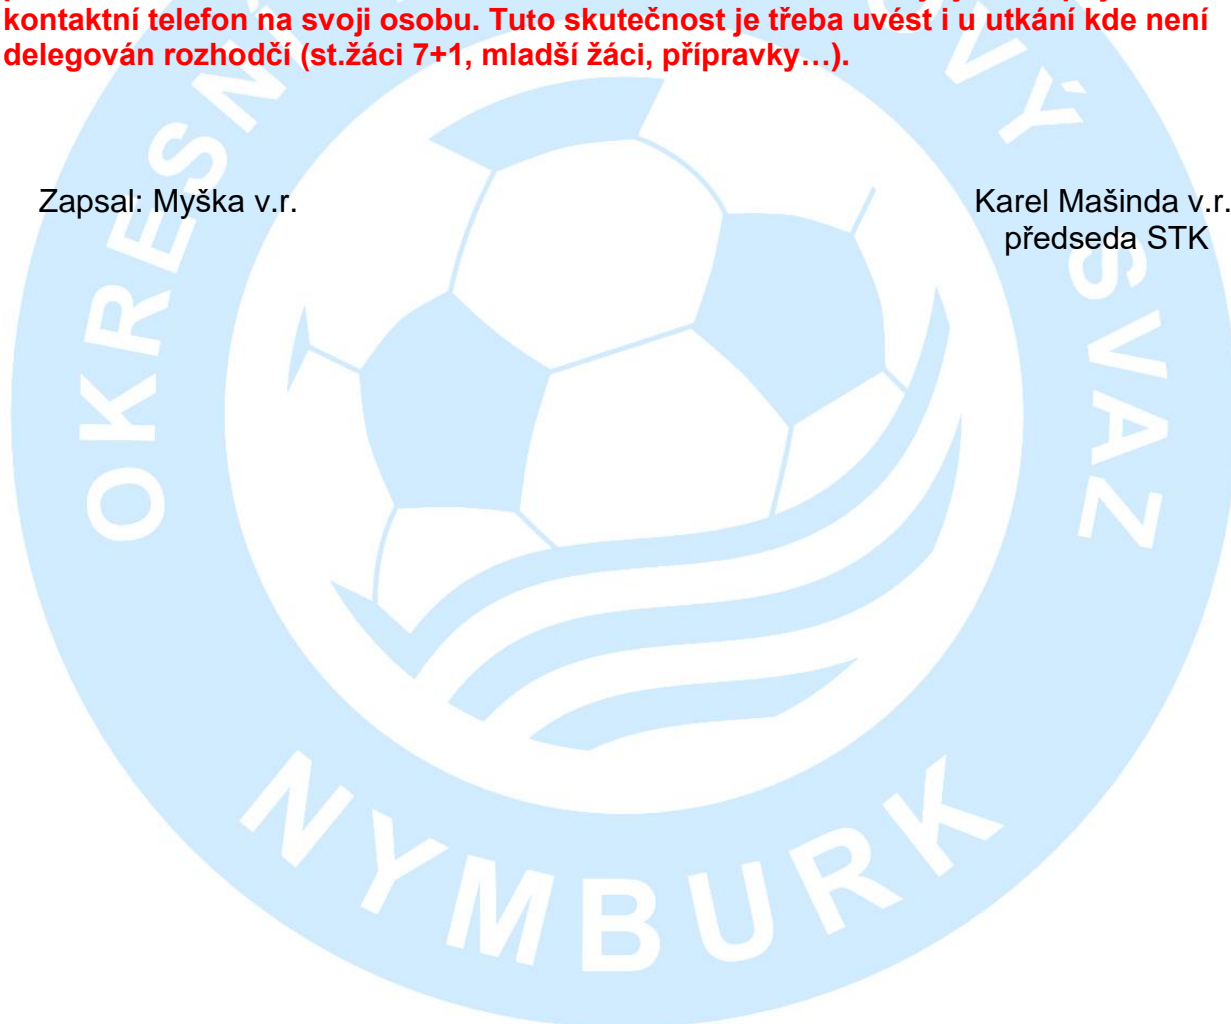 kontaktní telefon na svoji osobu. Tuto skutečnost je třeba uvést i u utkání kde není
delegován rozhodčí (st.žáci 7+1, mladší žáci, přípravky…).
Zapsal: Myška v.r.
Karel Mašinda v.r.
předseda STK
OKRESNÍ
SVAZ
NYMBURK